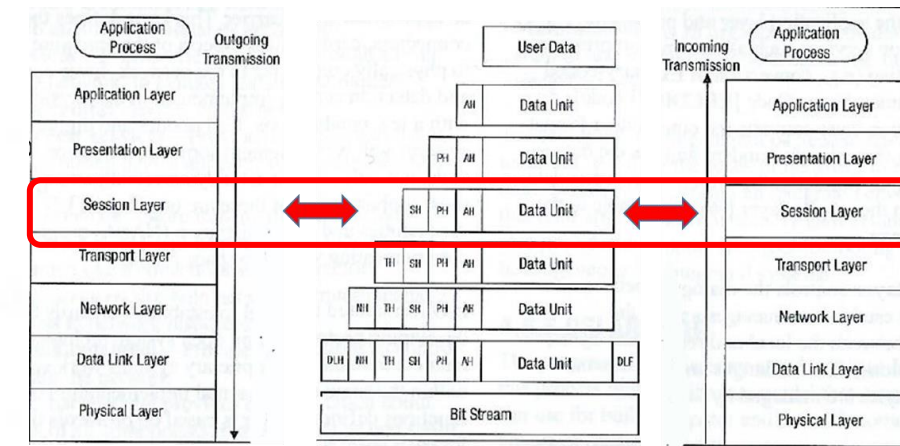 Application
Process
Outgoing
Transmission
Application Layer
Presentation Layer
Session Layer
Transport Layer
Network Layer
Data Link Layer
Physical Layer
User Data
AH Data Unit
PH AH Data Unit
SH PH AH Data Unit
TH SH PH AH Data Unit
NH TH SH PH AH Data Unit
DLH NH TH SH PH AH Data Unit DLF
Bit Stream
Incoming
Transmission
Application
Process
Application Layer
Presentation Layer
Session Layer
Transport Layer
Network Layer
Data Link Layer
Physical Layer